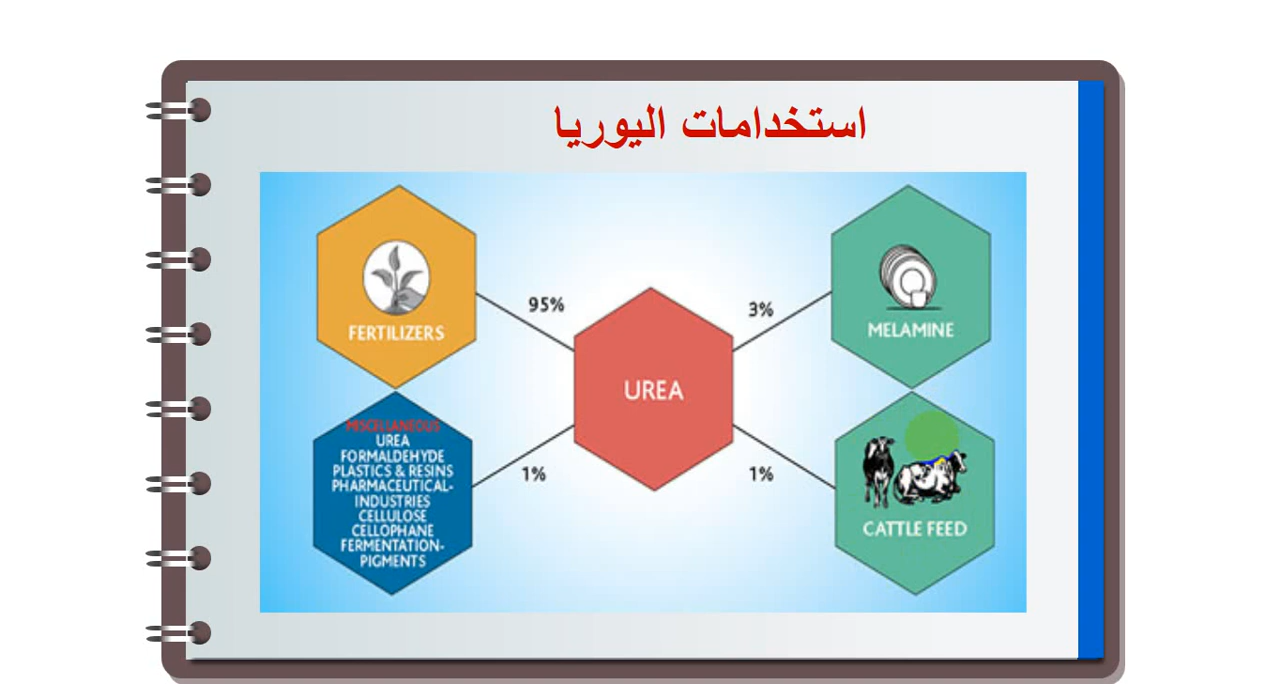 استخدامات اليوريا
95%
3%
FERTILIZERS
MELAMINE
UREA
MISCELLANEOUS
UREA
FORMALDEHYDE
PLASTICS & RESINS
PHARMACEUTICAL-
INDUSTRIES
CELLULOSE
CELLOPHANE
FERMENTATION-
PIGMENTS
1%
1%
CATTLE FEED